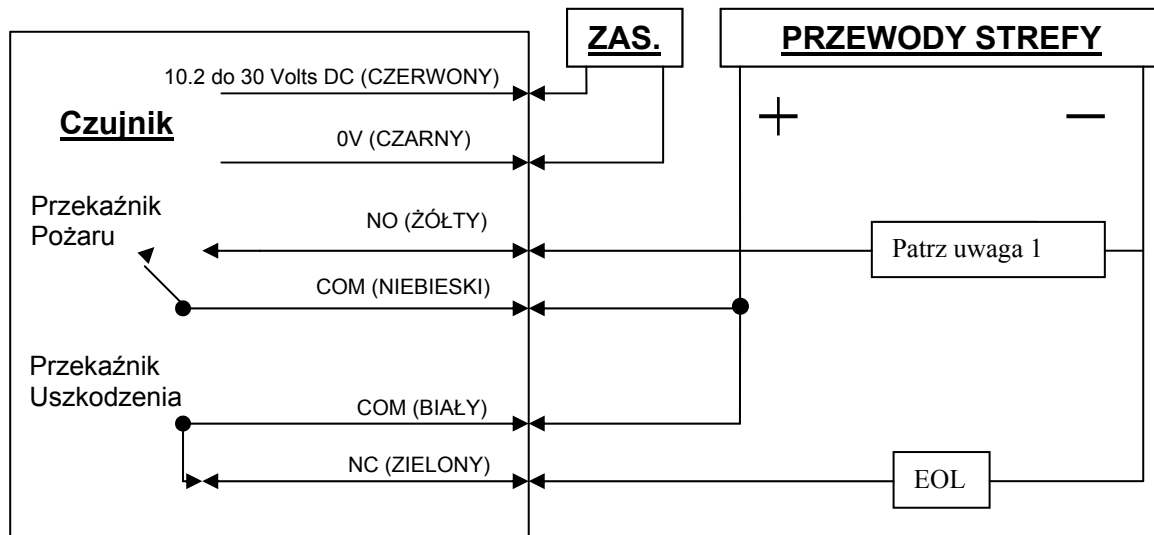 ZAS.
PRZEWODY STREFY
10.2 do 30 Volts DC (CZERWONY)
Czujnik
+
—
0V (CZARNY)
Przekaźnik
Pożaru
NO (ŻÓŁTY)
Patrz uwaga 1
COM (NIEBIESKI)
Przekaźnik
Uszkodzenia
COM (BIAŁY)
NC (ZIELONY)
EOL